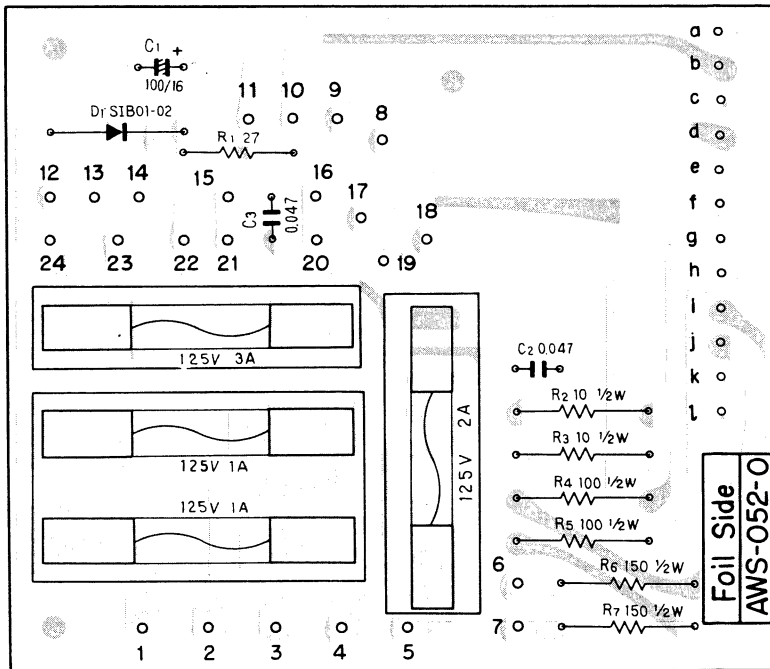 C1 +
100/16
D1 SIB01-02
R1 27
11 10 9 8
12 13 14 15 16 17 18
C3 0.047
24 23 22 21 20 19
a
b
c
d
e
f
g
h
i
j
k
l
125V 3A
125V 1A
125V 1A
125V 2A
C2 0.047
R2 10 1/2W
R3 10 1/2W
R4 100 1/2W
R5 100 1/2W
R6 150 1/2W
R7 150 1/2W
6
7
1 2 3 4 5
Foil Side
AWS-052-0